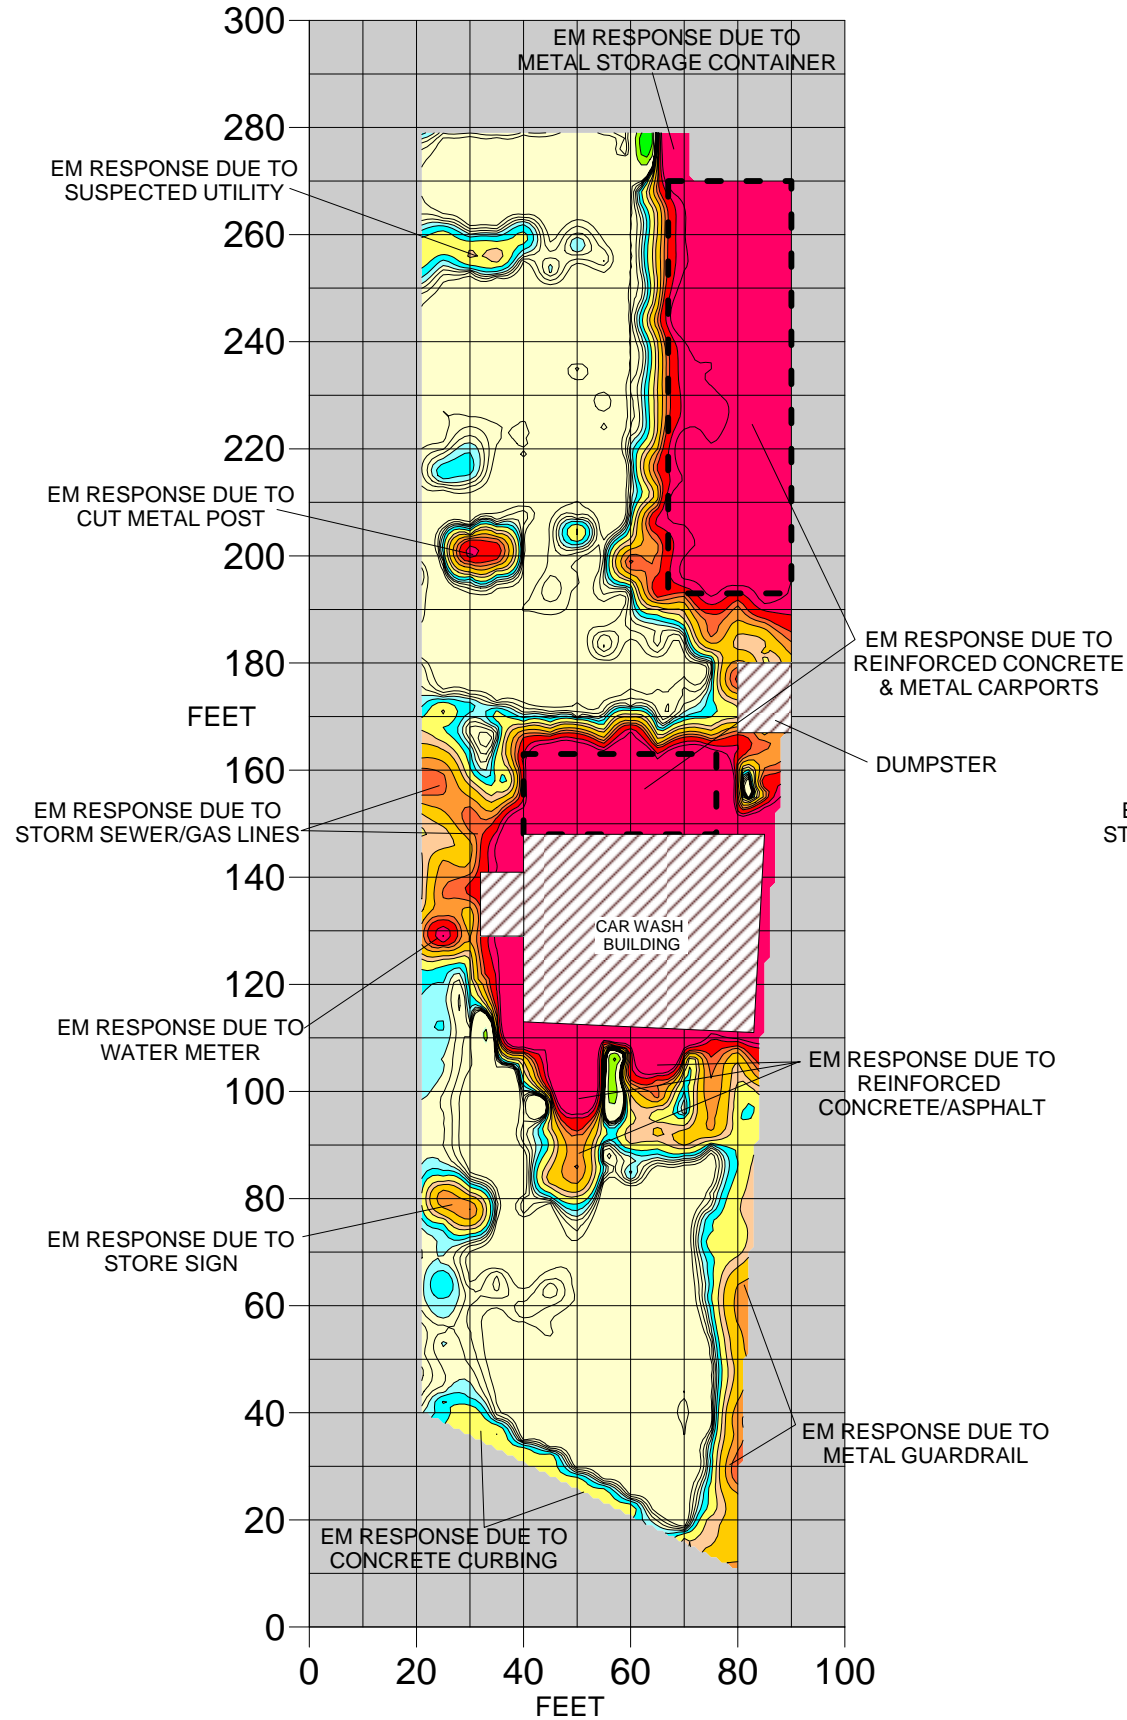 300
EM RESPONSE DUE TO
METAL STORAGE CONTAINER
280
EM RESPONSE DUE TO
SUSPECTED UTILITY
260
240
220
EM RESPONSE DUE TO
CUT METAL POST
200
EM RESPONSE DUE TO
REINFORCED CONCRETE
& METAL CARPORTS
180
FEET
DUMPSTER
160
EM RESPONSE DUE TO
STORM SEWER/GAS LINES
E
ST
140
CAR WASH
BUILDING
120
EM RESPONSE DUE TO
WATER METER
EM RESPONSE DUE TO
REINFORCED
CONCRETE/ASPHALT
100
80
EM RESPONSE DUE TO
STORE SIGN
60
40
EM RESPONSE DUE TO
METAL GUARDRAIL
20
EM RESPONSE DUE TO
CONCRETE CURBING
0
0 20 40 60 80 100
FEET